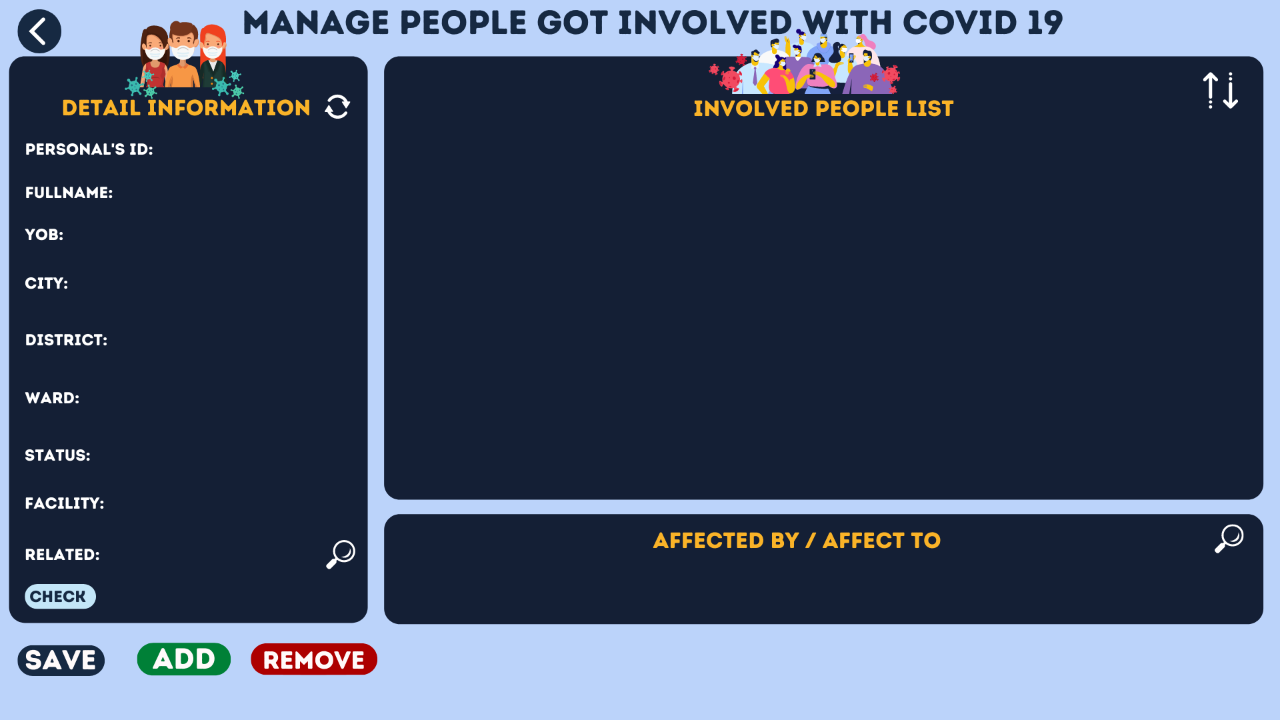 MANAGE PEOPLE GOT INVOLVED WITH COVID 19
DETAIL INFORMATION
PERSONAL'S ID:
FULLNAME:
YOB:
CITY:
DISTRICT:
WARD:
STATUS:
FACILITY:
RELATED:
CHECK
INVOLVED PEOPLE LIST
AFFECTED BY / AFFECT TO
SAVE
ADD
REMOVE